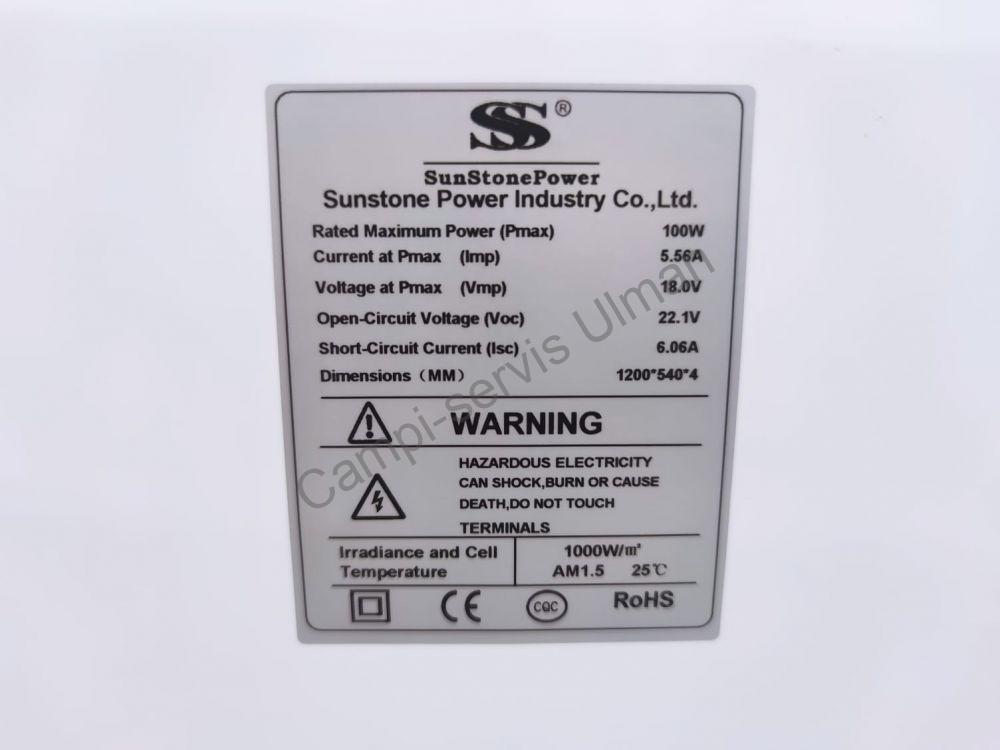 SS®
SunStonePower
Sunstone Power Industry Co.,Ltd.
Rated Maximum Power (Pmax) 100W
Current at Pmax (Imp) 5.56A
Voltage at Pmax (Vmp) 18.0V
Open-Circuit Voltage (Voc) 22.1V
Short-Circuit Current (Isc) 6.06A
Dimensions（MM） 1200*540*4
WARNING
HAZARDOUS ELECTRICITY
CAN SHOCK,BURN OR CAUSE
DEATH,DO NOT TOUCH
TERMINALS
Irradiance and Cell 1000W/m²
Temperature AM1.5 25℃
CE CQC RoHS
Campi-servis Ulman